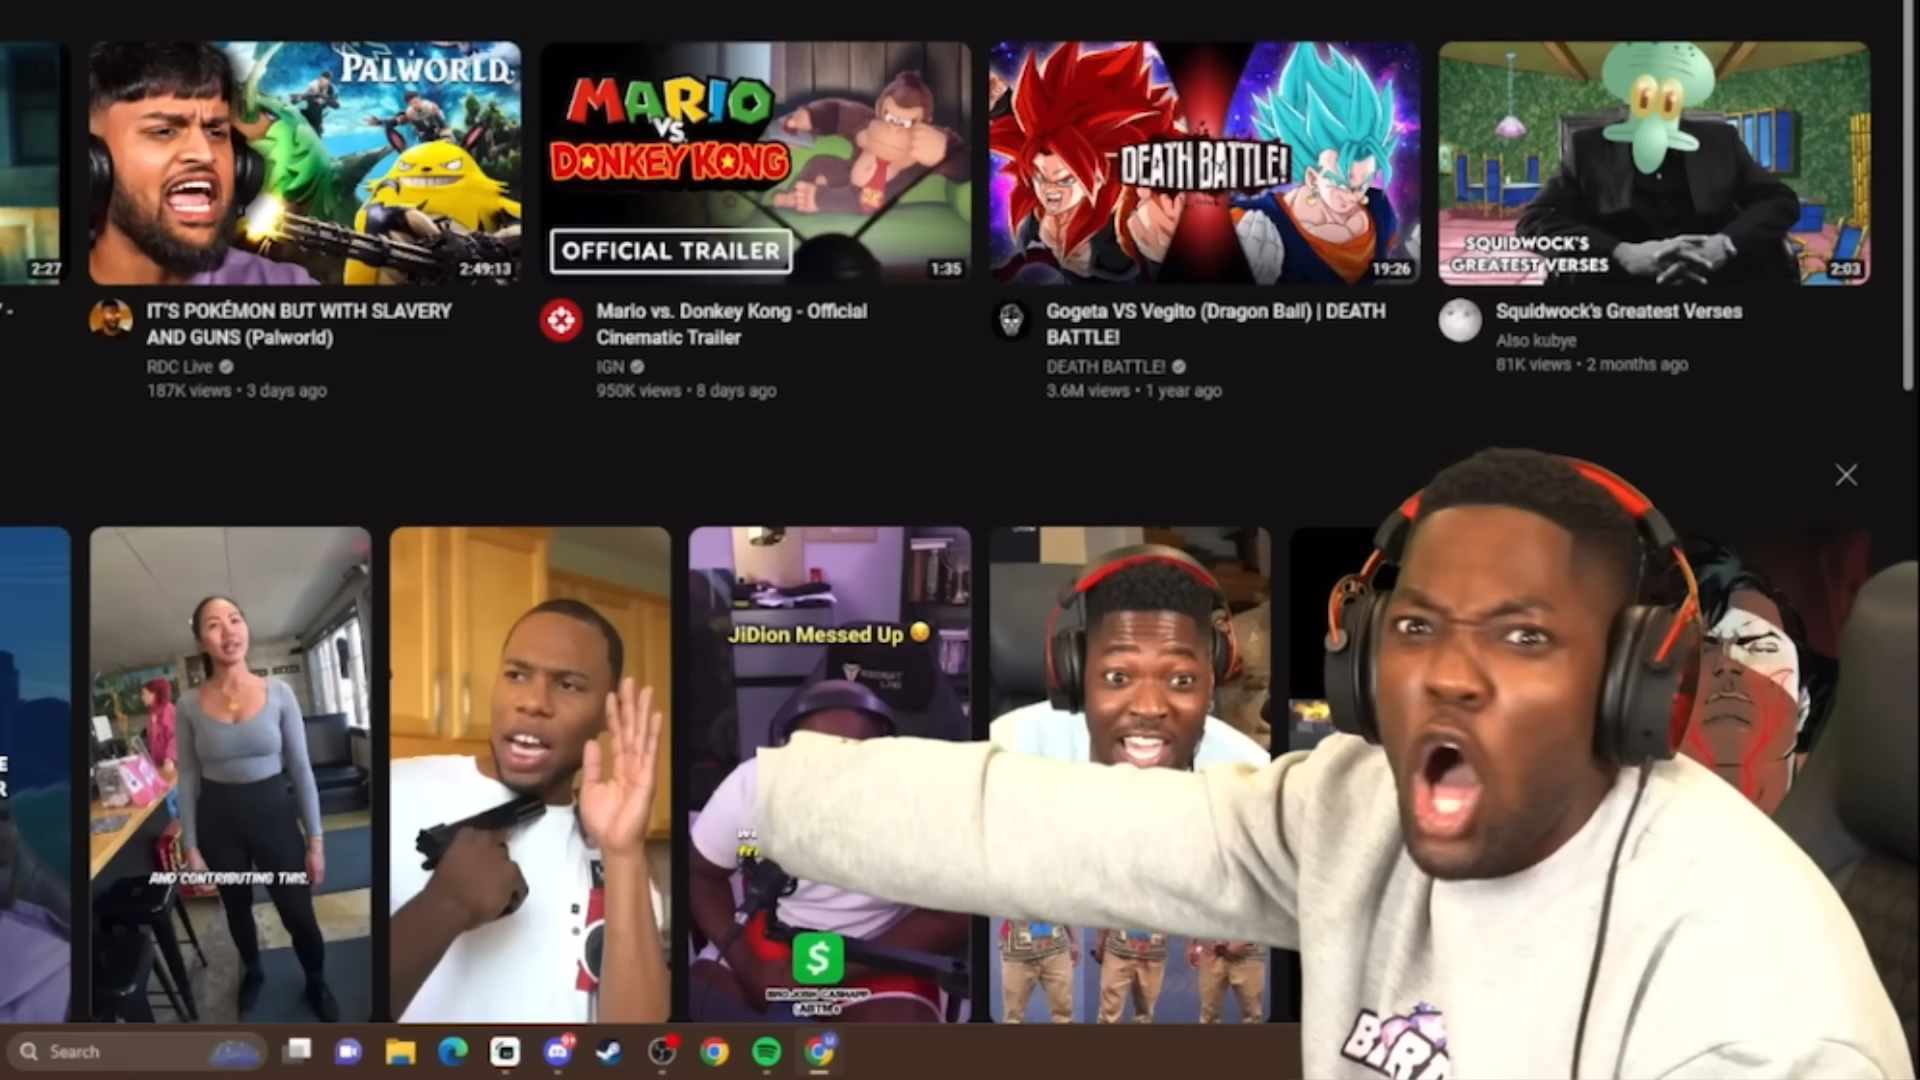 PALWORLD
MARIO
VS.
DONKEY KONG
OFFICIAL TRAILER
DEATH BATTLE!
SQUIDWOCK'S
GREATEST VERSES
2:27
2:49:13
1:35
19:26
2:03
IT'S POKÉMON BUT WITH SLAVERY
AND GUNS (Palworld)
RDC Live
187K views • 3 days ago
Mario vs. Donkey Kong - Official
Cinematic Trailer
IGN
950K views • 8 days ago
Gogeta VS Vegito (Dragon Ball) | DEATH
BATTLE!
DEATH BATTLE!
3.6M views • 1 year ago
Squidwock's Greatest Verses
Also kubye
81K views • 2 months ago
JiDion Messed Up
AND CONTRIBUTING THIS.
$
Search